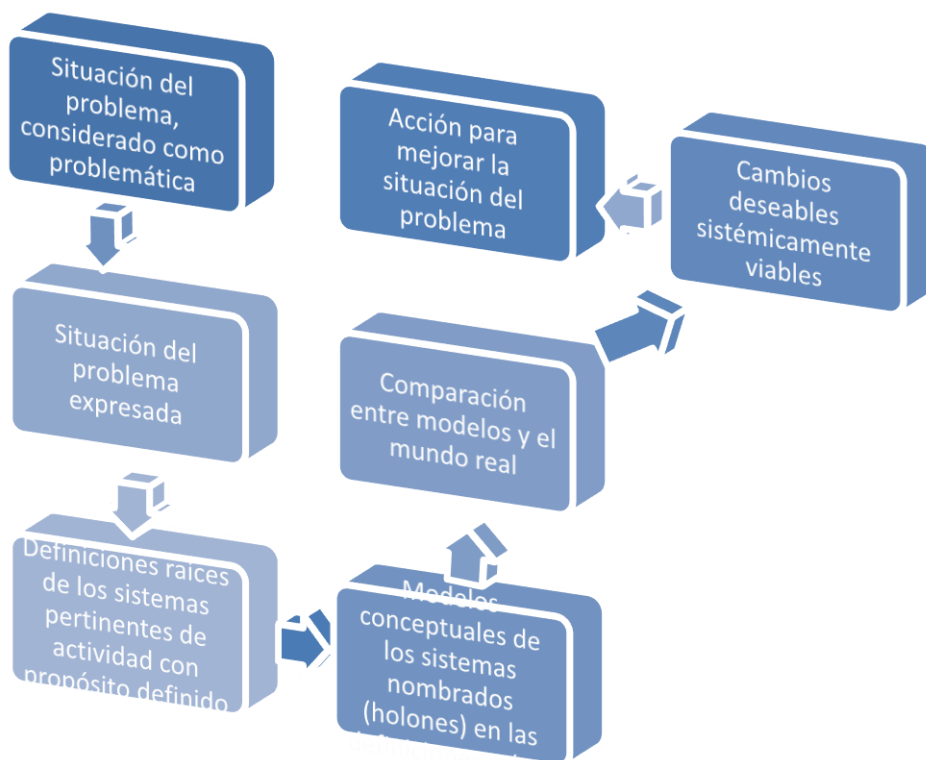 Situación del
problema,
considerado como
problemática
Situación del
problema
expresada
Definiciones raíces
de los sistemas
pertinentes de
actividad con
propósito definido
Modelos
conceptuales de
los sistemas
nombrados
(holones) en las
Comparación
entre modelos y el
mundo real
Cambios
deseables
sistémicamente
viables
Acción para
mejorar la
situación del
problema